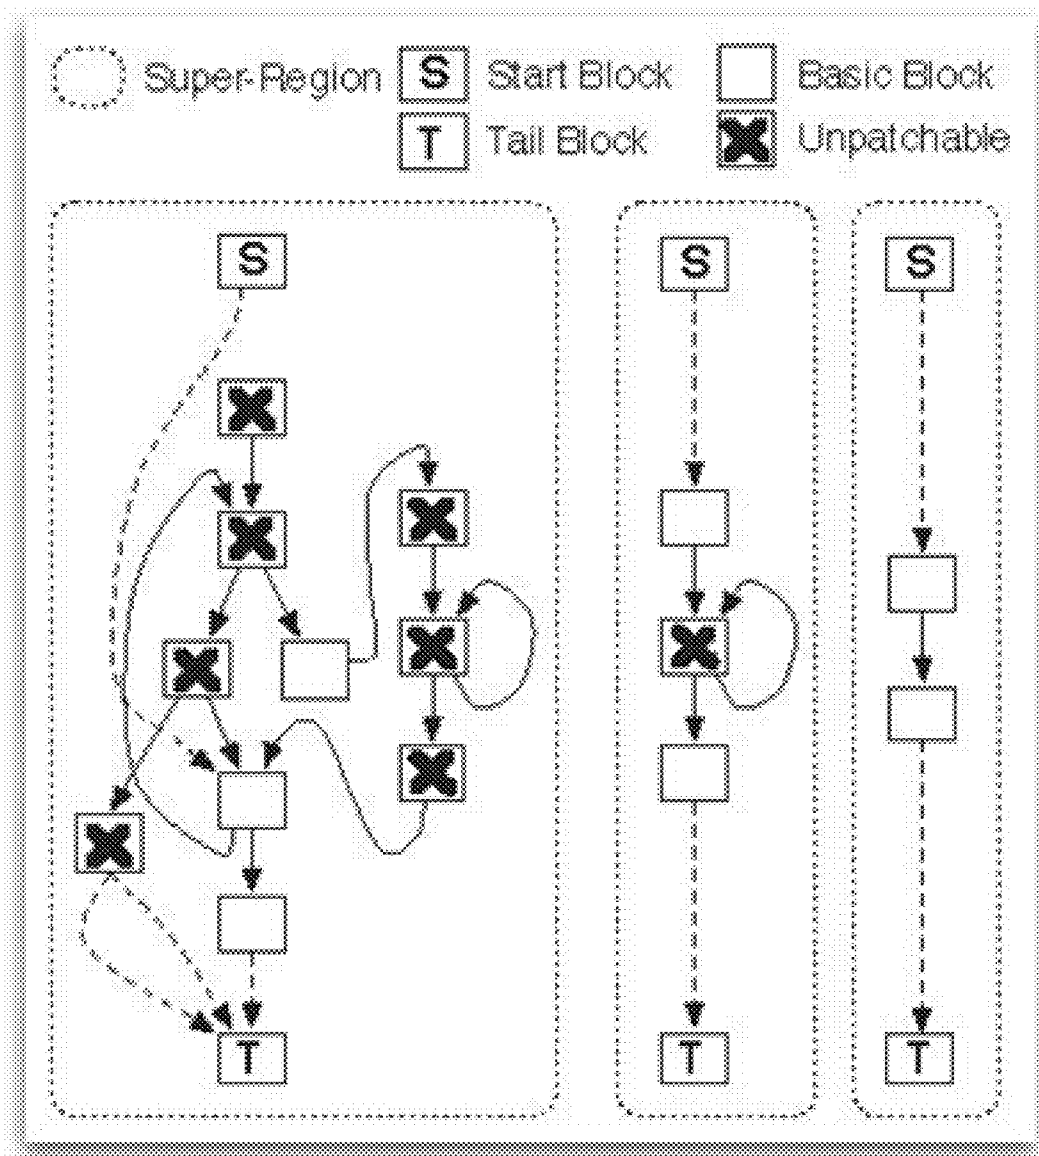 Super-Region S Start Block Basic Block
T Tail Block Unpatchable
S S S
T T T